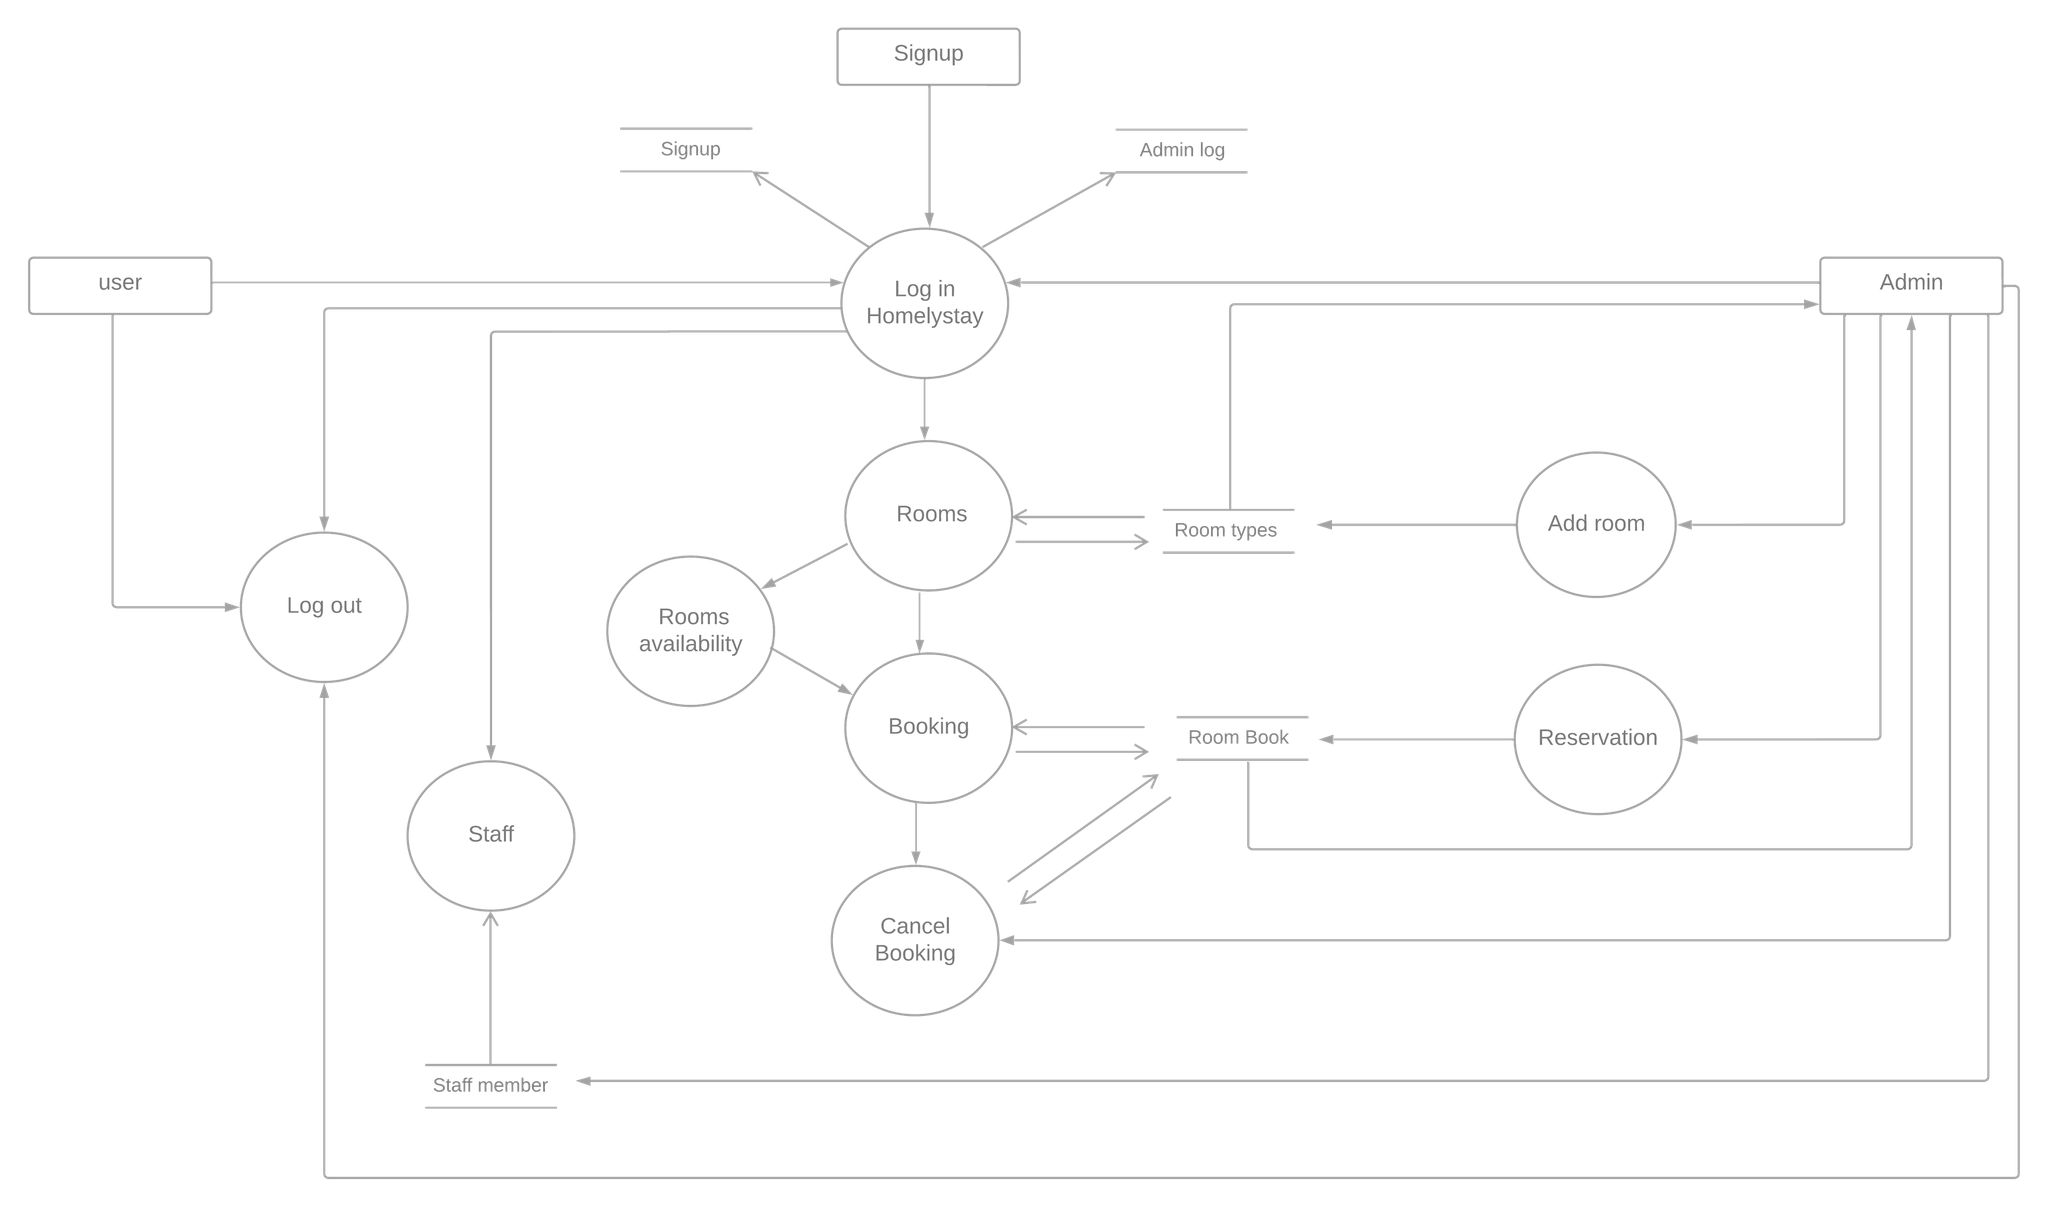 Signup
Signup
Admin log
user
Log in
Homelystay
Admin
Rooms
Room types
Add room
Log out
Rooms
availability
Booking
Room Book
Reservation
Staff
Cancel
Booking
Staff member